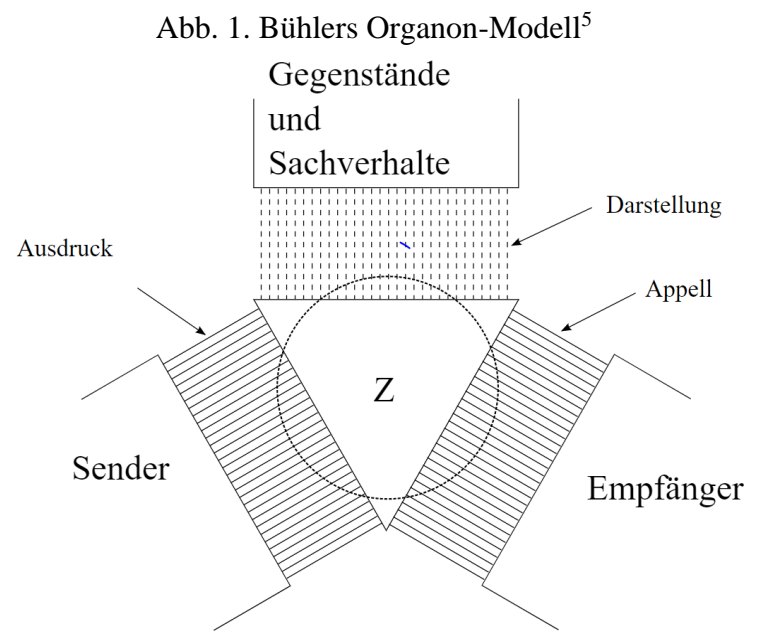 Abb. 1. Bühlers Organon-Modell⁵
Gegenstände
und
Sachverhalte
Darstellung
Ausdruck
Appell
Z
Sender
Empfänger